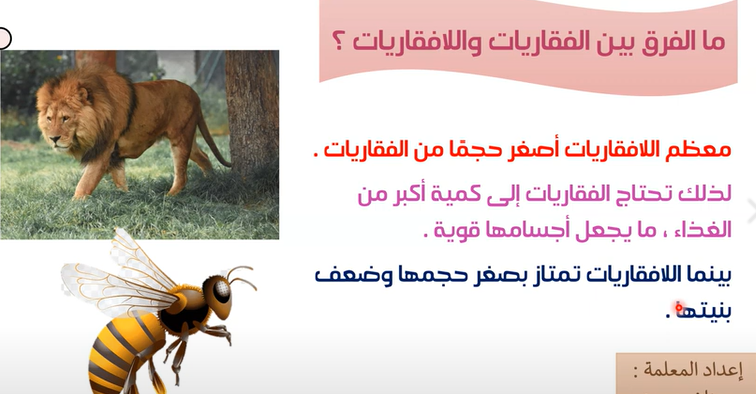 ما الفرق بين الفقاريات واللافقاريات ؟
معظم اللافقاريات أصغر حجمًا من الفقاريات .
لذلك تحتاج الفقاريات إلى كمية أكبر من
الغذاء ، ما يجعل أجسامها قوية .
بينما اللافقاريات تمتاز بصغر حجمها وضعف
بنيتها .
إعداد المعلمة :